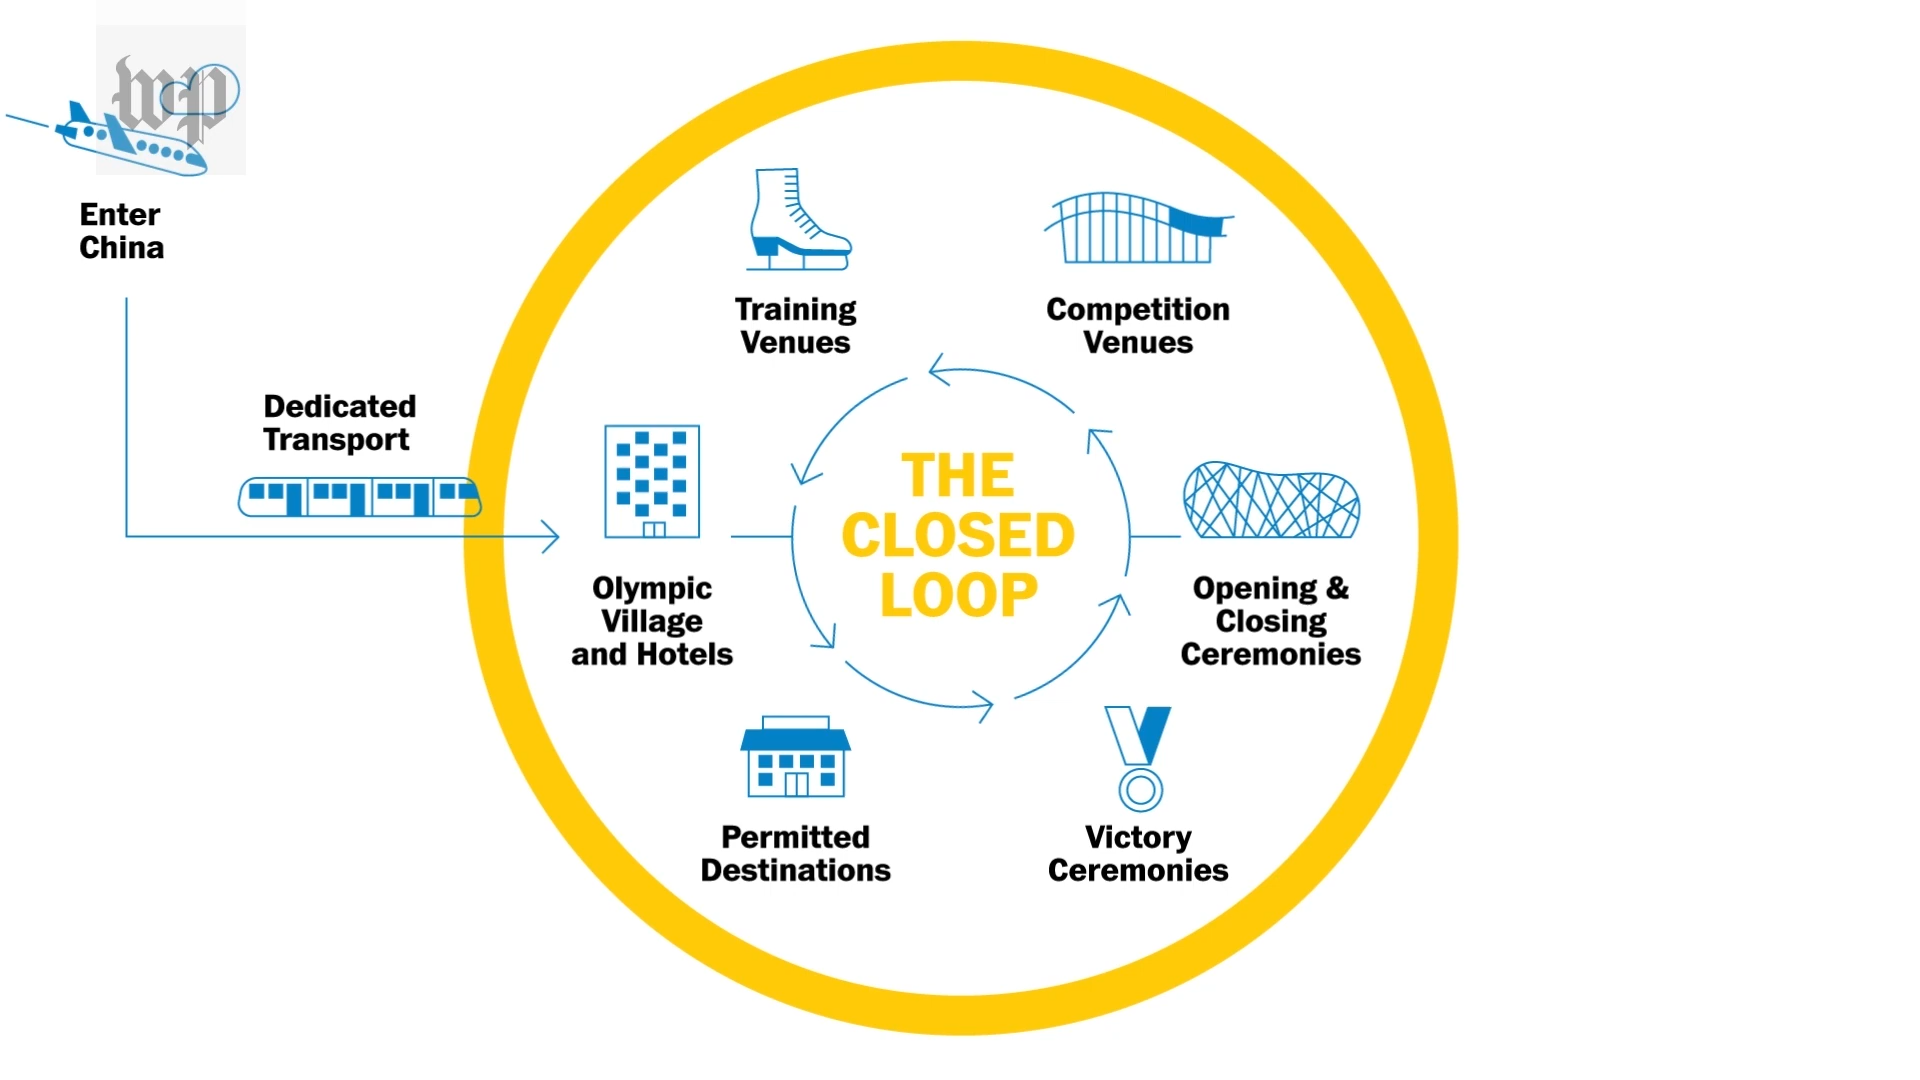 wp
Enter
China
Dedicated
Transport
Training
Venues
Competition
Venues
THE
CLOSED
LOOP
Olympic
Village
and Hotels
Opening &
Closing
Ceremonies
Permitted
Destinations
Victory
Ceremonies